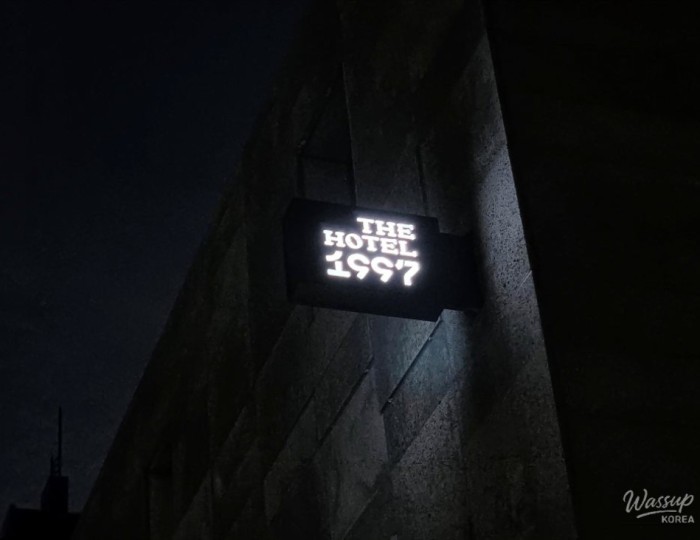 THE
HOTEL
1997
Wassup
KOREA